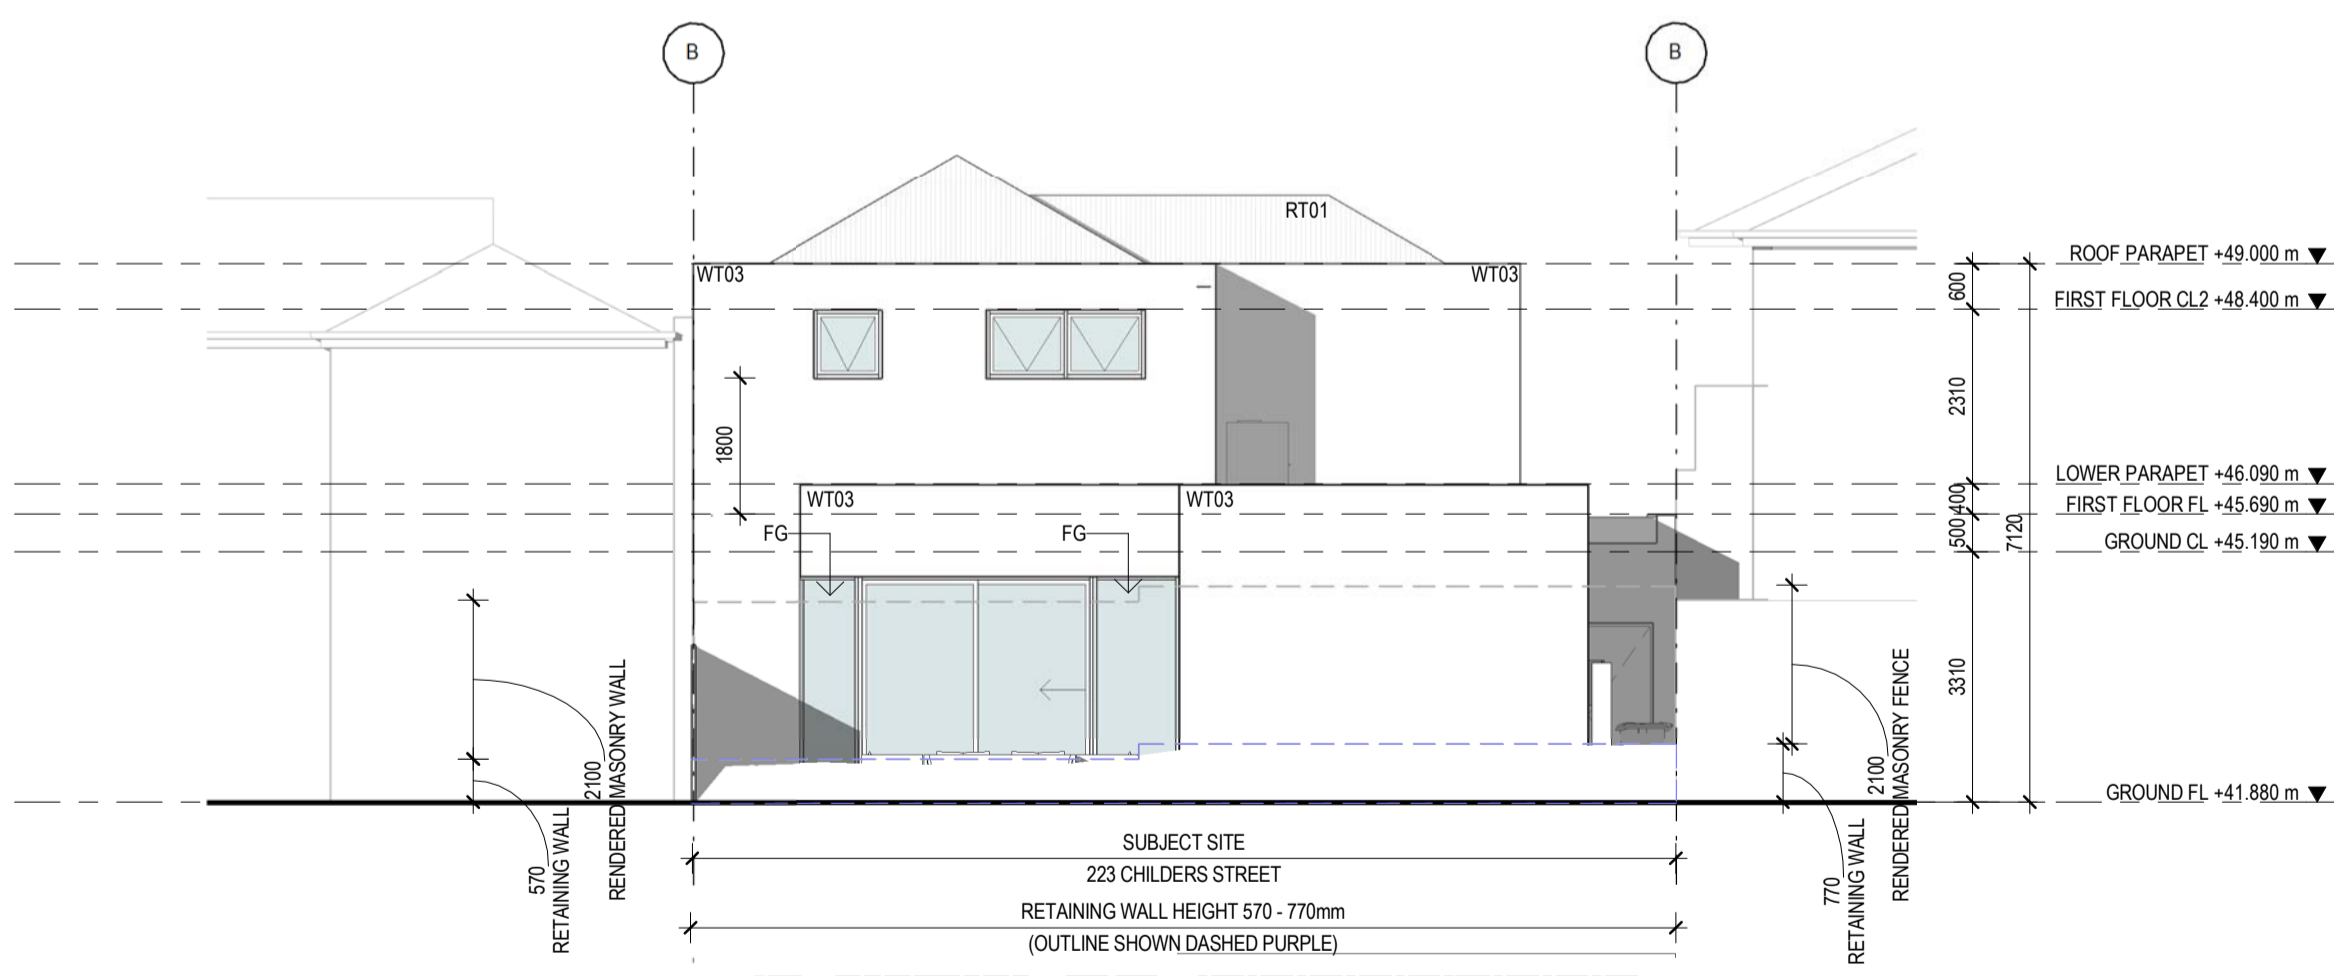 B
B
RT01
WT03
WT03
ROOF PARAPET +49.000 m
600
FIRST FLOOR CL2 +48.400 m
2310
1800
LOWER PARAPET +46.090 m
WT03
WT03
400
FIRST FLOOR FL +45.690 m
FG
FG
500
7120
GROUND CL +45.190 m
3310
2100
RENDERED MASONRY WALL
2100
RENDERED MASONRY FENCE
GROUND FL +41.880 m
570
RETAINING WALL
770
RETAINING WALL
SUBJECT SITE
223 CHILDERS STREET
RETAINING WALL HEIGHT 570 - 770mm
(OUTLINE SHOWN DASHED PURPLE)